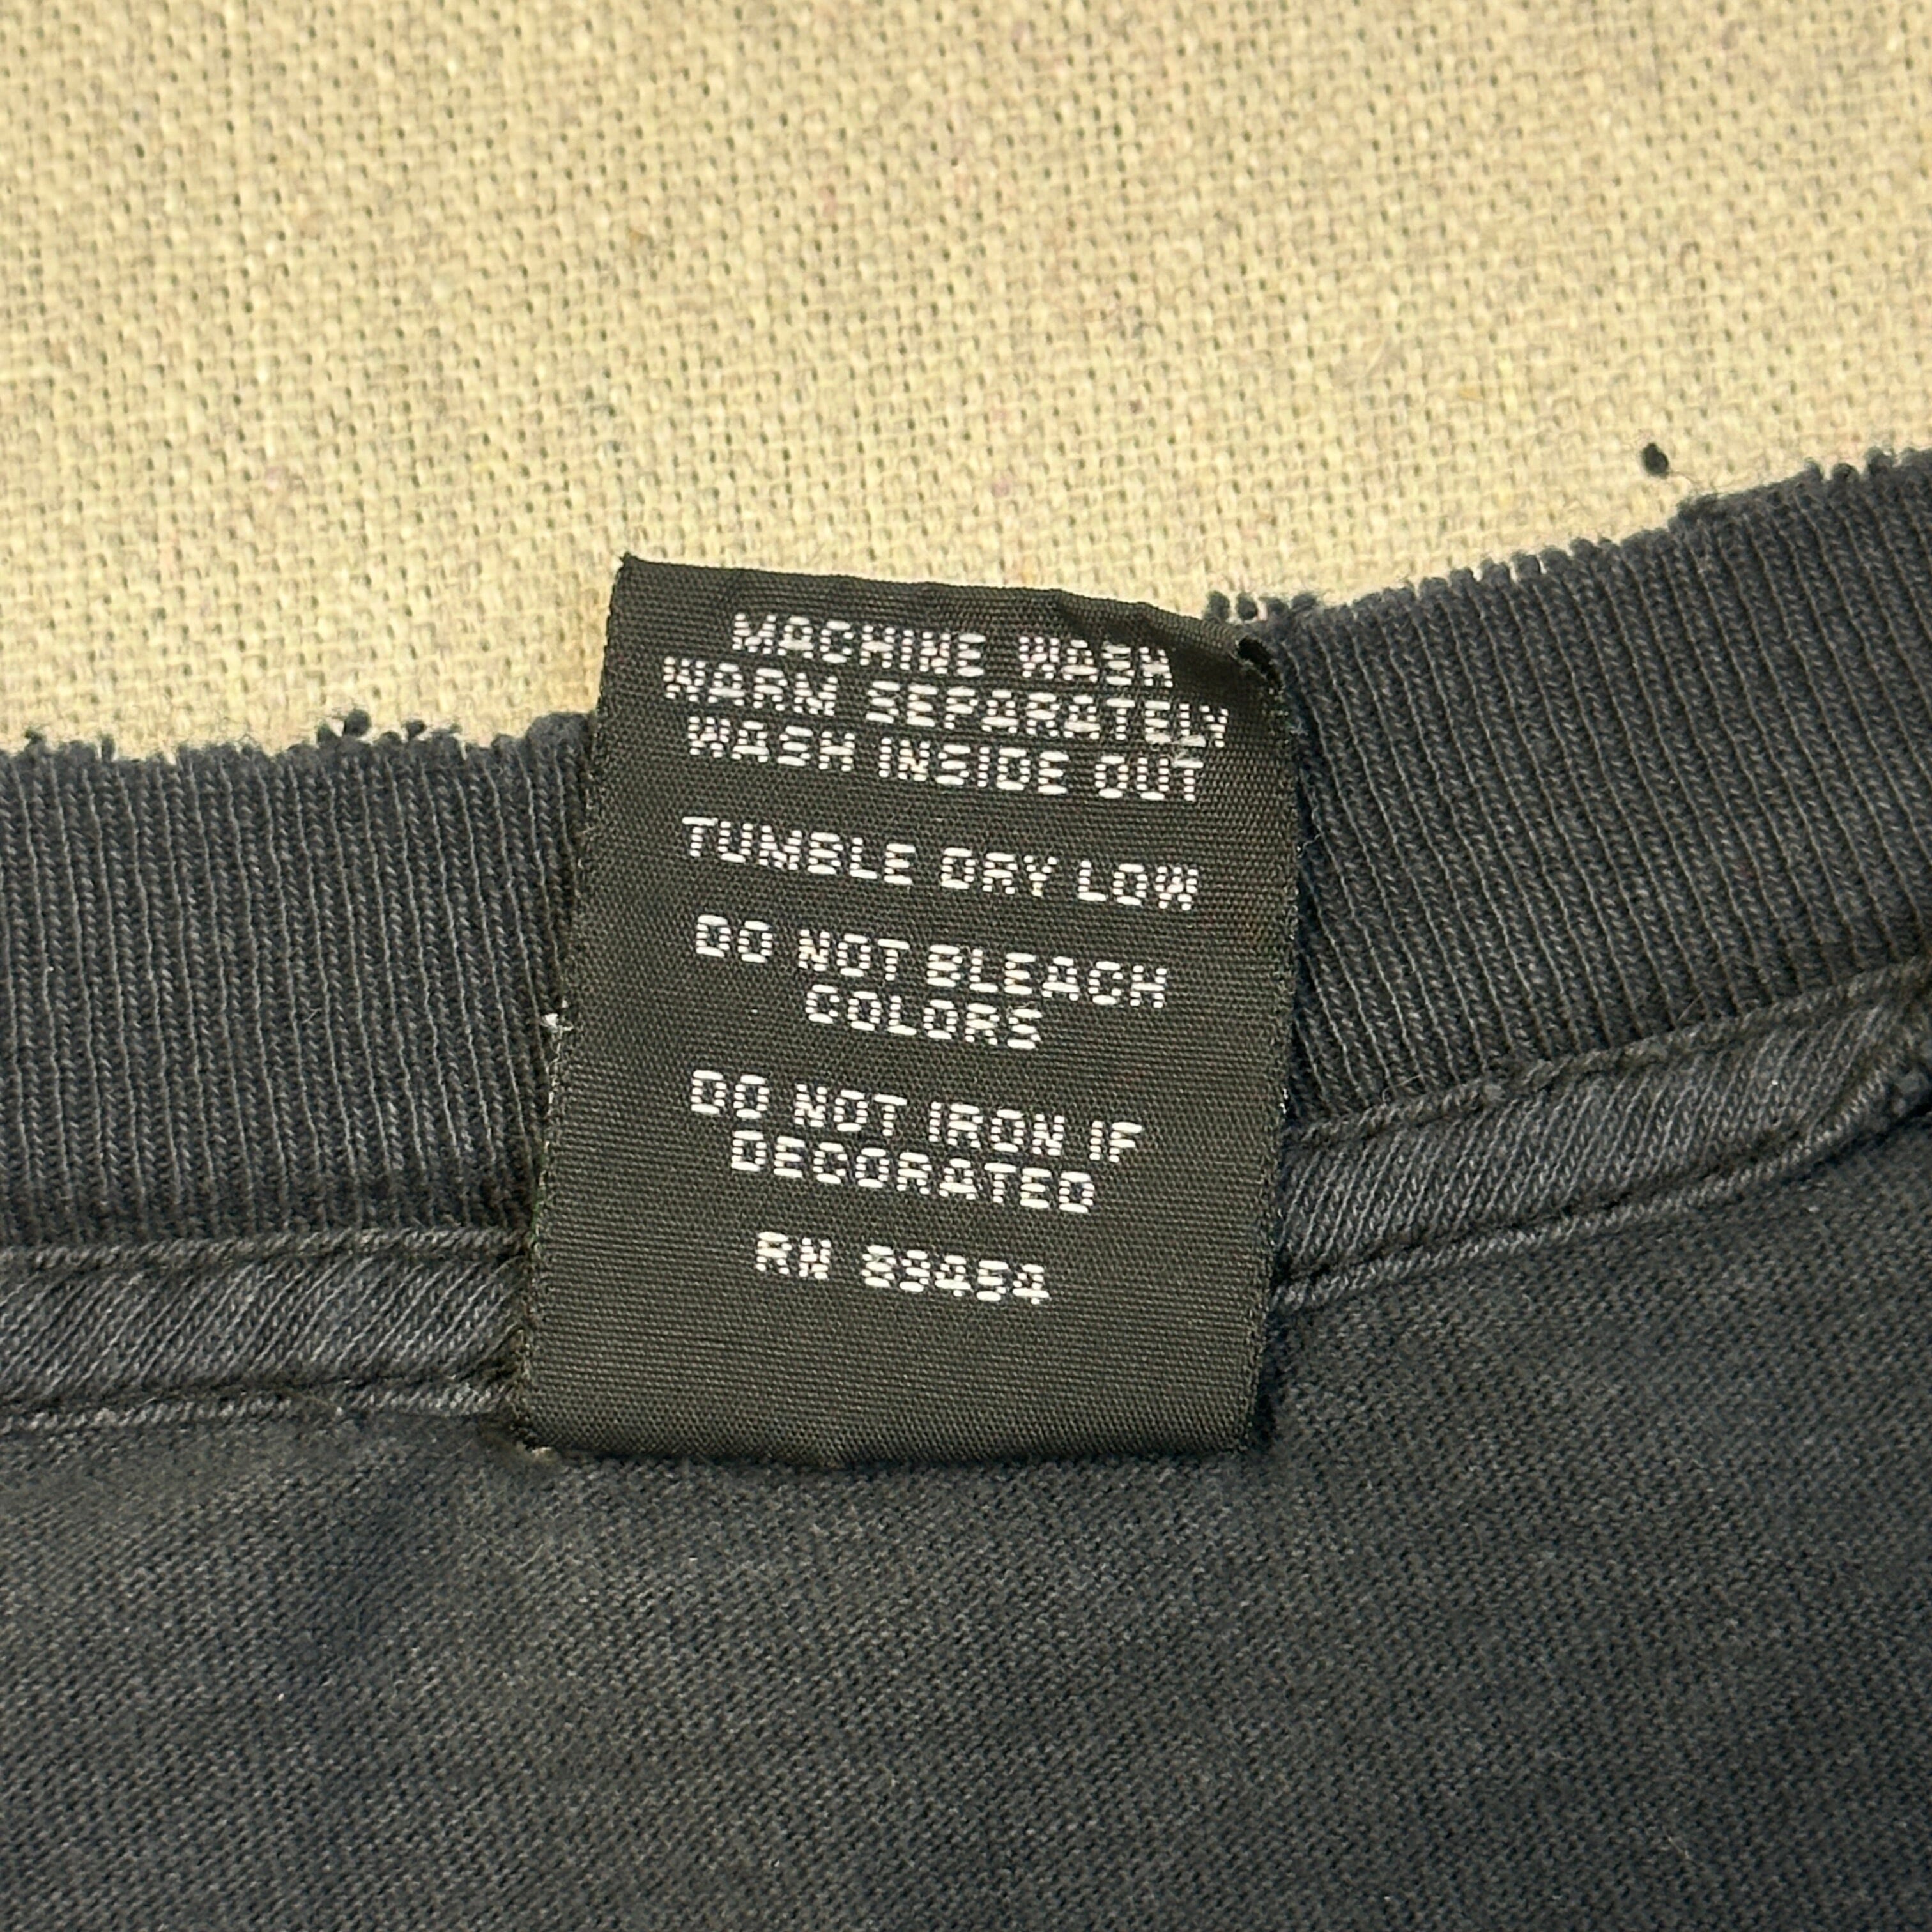 MACHINE WASH
WARM SEPARATELY
WASH INSIDE OUT
TUMBLE DRY LOW
DO NOT BLEACH
COLORS
DO NOT IRON IF
DECORATED
RN 89454